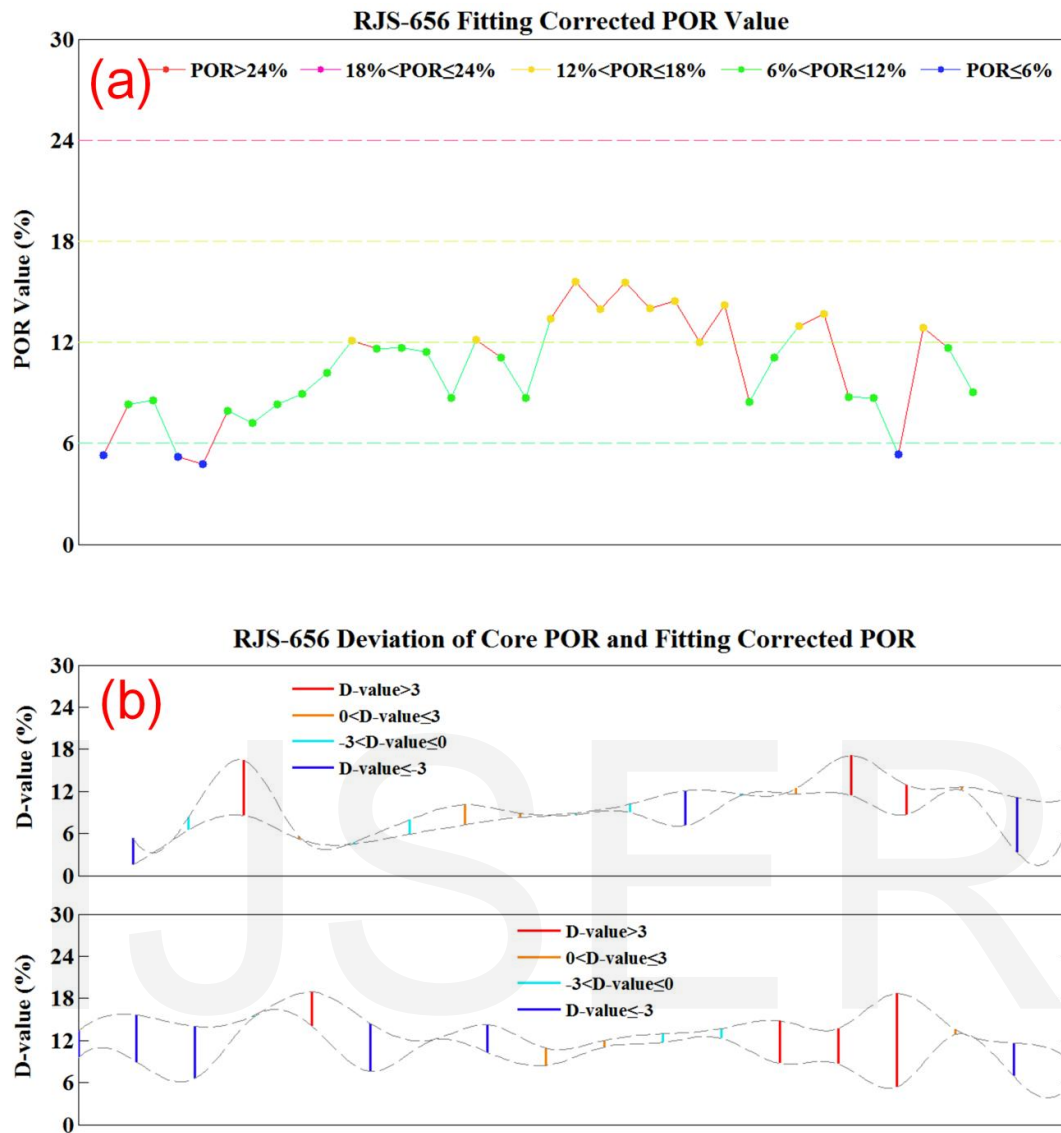 RJS-656 Fitting Corrected POR Value
(a)
POR>24% 18%<POR≤24% 12%<POR≤18% 6%<POR≤12% POR≤6%
POR Value (%)
30
24
18
12
6
0
RJS-656 Deviation of Core POR and Fitting Corrected POR
(b)
D-value>3
0<D-value≤3
-3<D-value≤0
D-value≤-3
D-value (%)
30
24
18
12
6
0
D-value>3
0<D-value≤3
-3<D-value≤0
D-value≤-3
D-value (%)
30
24
18
12
6
0
IJSER